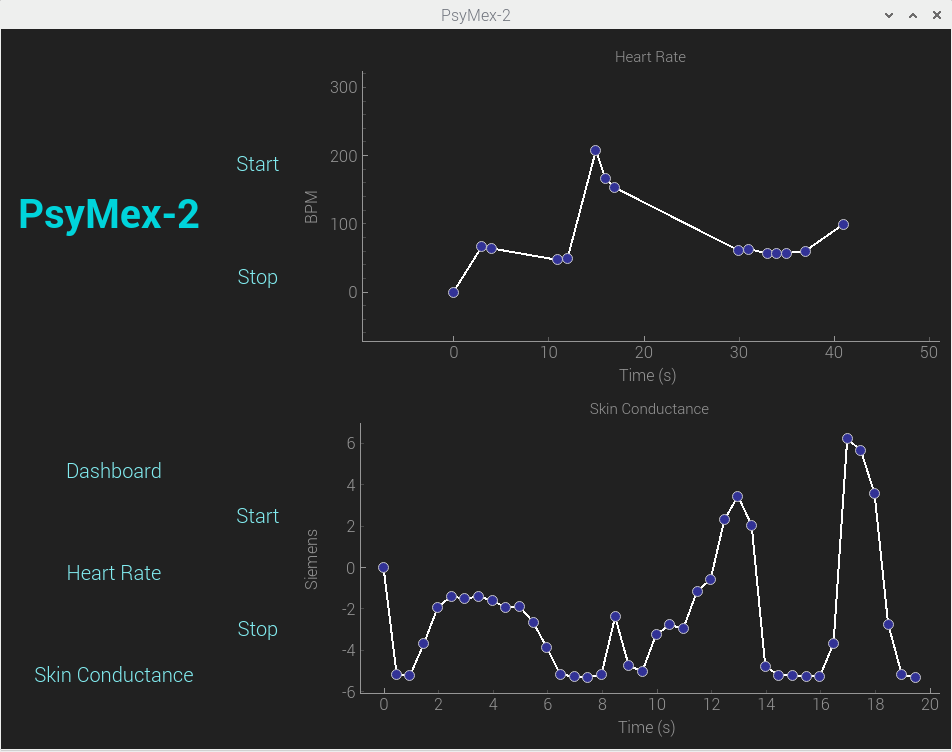 PsyMex-2
Heart Rate
300
200
100
0
BPM
0 10 20 30 40 50
Time (s)
Start
PsyMex-2
Stop
Skin Conductance
6
4
2
0
-2
-4
-6
Siemens
0 2 4 6 8 10 12 14 16 18 20
Time (s)
Dashboard
Start
Heart Rate
Stop
Skin Conductance